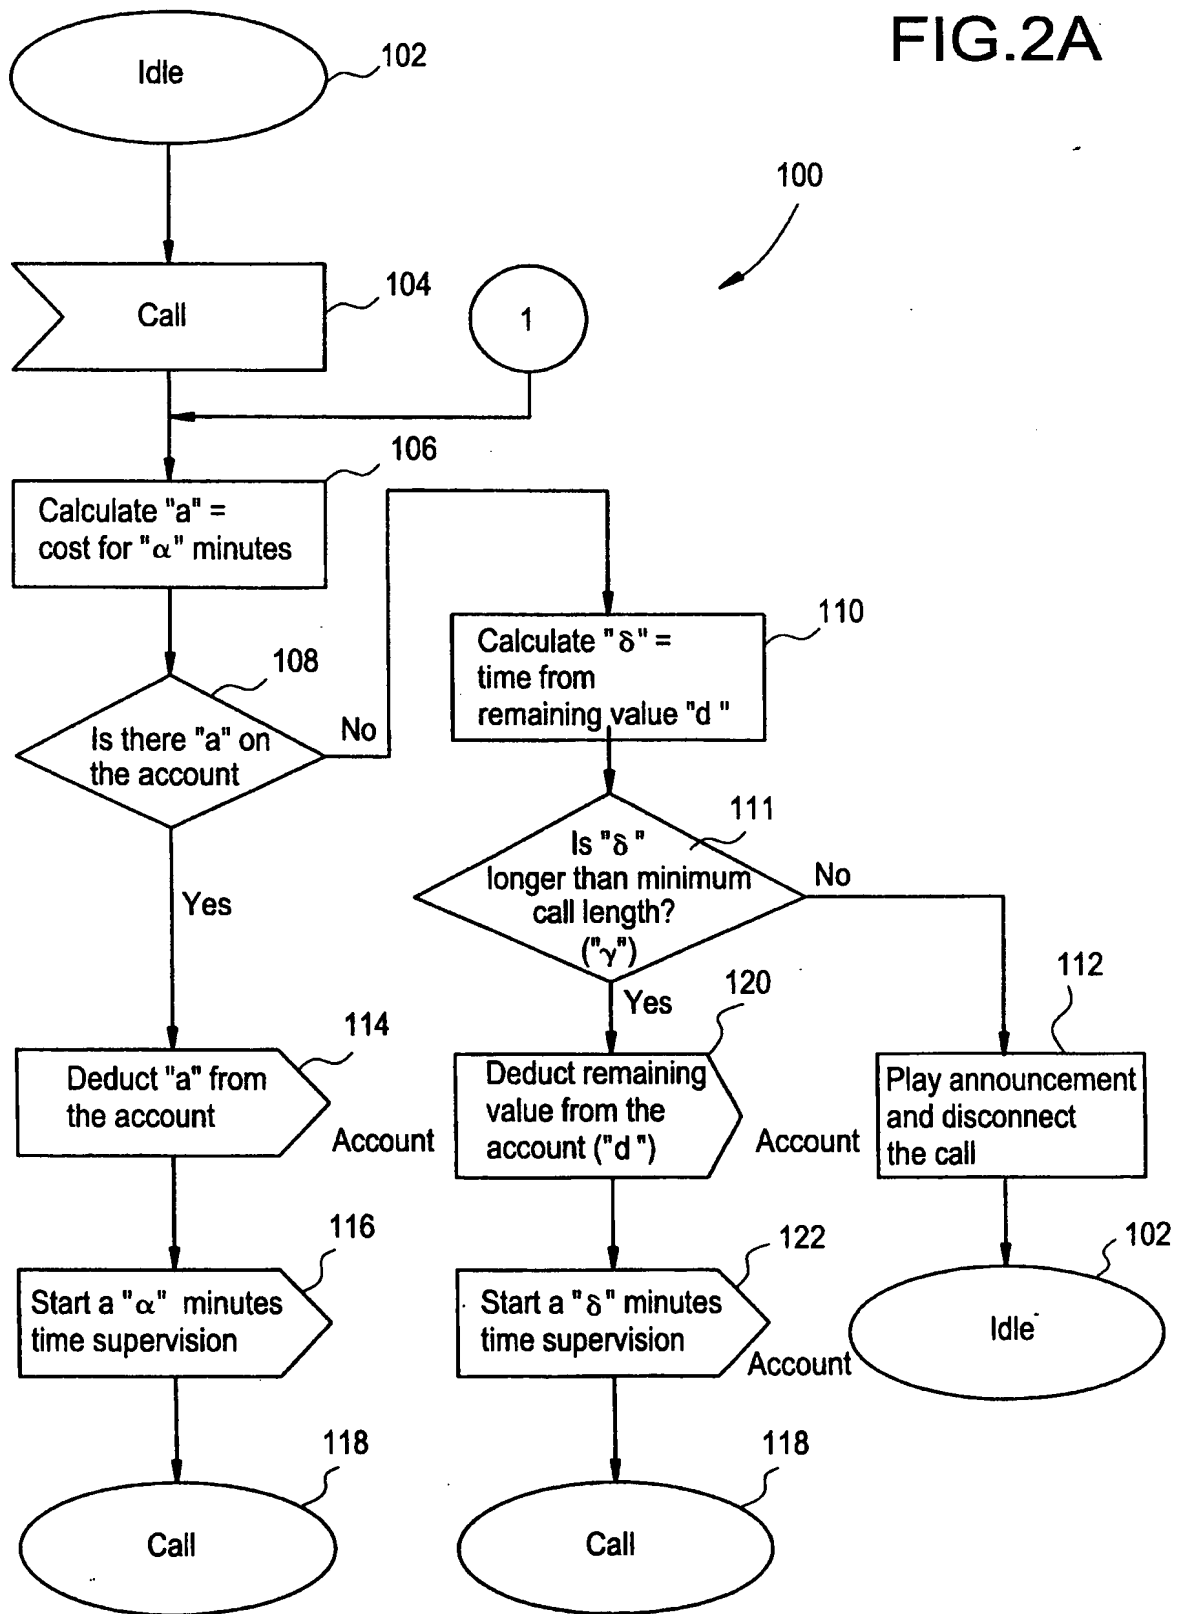 FIG.2A
Idle
102
100
Call
104
1
106
Calculate "a" =
cost for "α" minutes
108
Is there "a" on
the account
No
110
Calculate "δ" =
time from
remaining value "d"
111
Is "δ"
longer than minimum
call length?
("γ")
No
Yes
Yes
114
Deduct "a" from
the account
Account
120
Deduct remaining
value from the
account ("d")
Account
112
Play announcement
and disconnect
the call
116
Start a "α" minutes
time supervision
122
Start a "δ" minutes
time supervision
Account
102
Idle
118
Call
118
Call